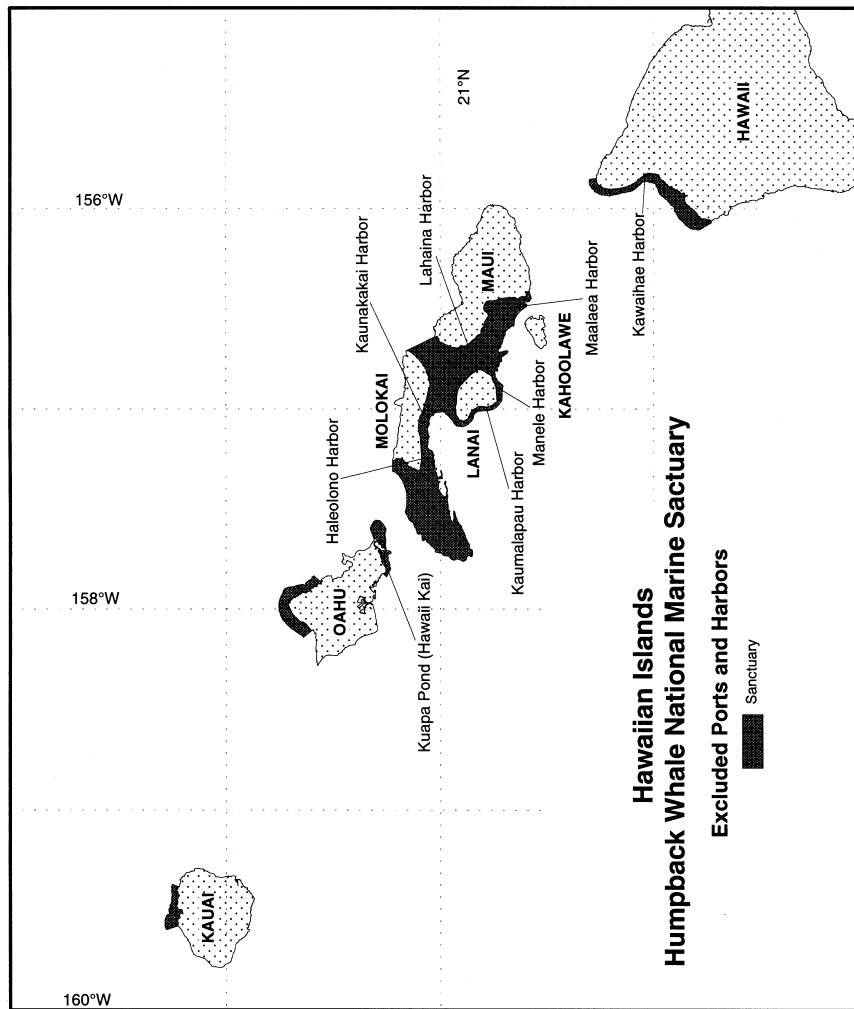 160°W
158°W
156°W
21°N
KAUAI
OAHU
Kuapa Pond (Hawaii Kai)
Haleolono Harbor
MOLOKAI
Kaunakakai Harbor
Lahaina Harbor
MAUI
LANAI
Kaumalapau Harbor
Manele Harbor
KAHOOLAWE
Maalaea Harbor
Kawaihae Harbor
HAWAII
Hawaiian Islands
Humpback Whale National Marine Sactuary
Excluded Ports and Harbors
Sanctuary